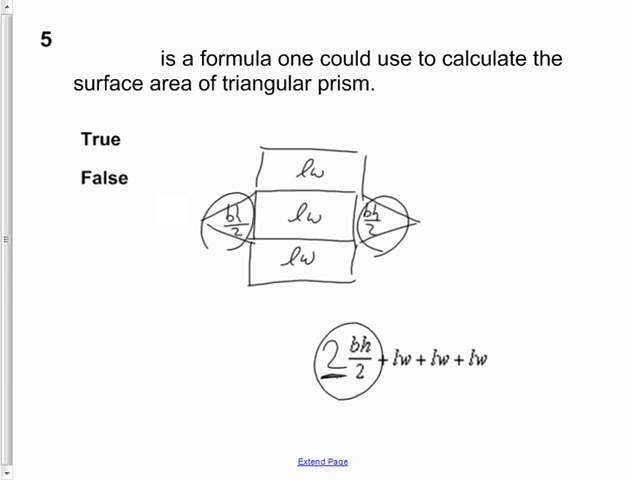 5
is a formula one could use to calculate the
surface area of triangular prism.
True
False
lw
bh/2 lw bh/2
lw
2 bh/2 + lw + lw + lw
Extend Page